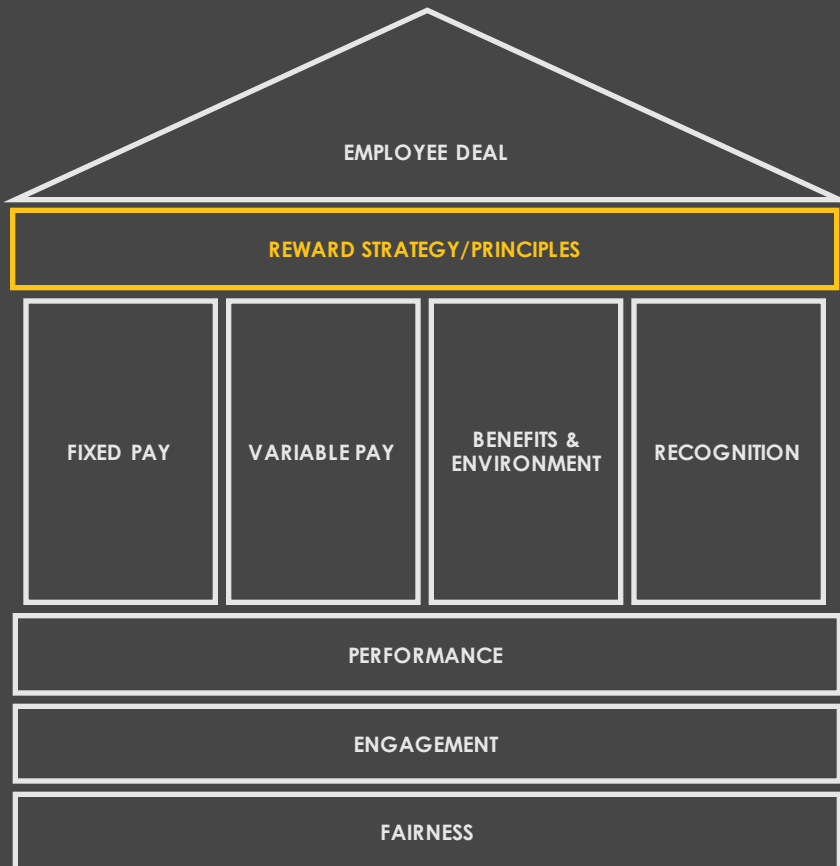 EMPLOYEE DEAL
REWARD STRATEGY/PRINCIPLES
FIXED PAY
VARIABLE PAY
BENEFITS &
ENVIRONMENT
RECOGNITION
PERFORMANCE
ENGAGEMENT
FAIRNESS